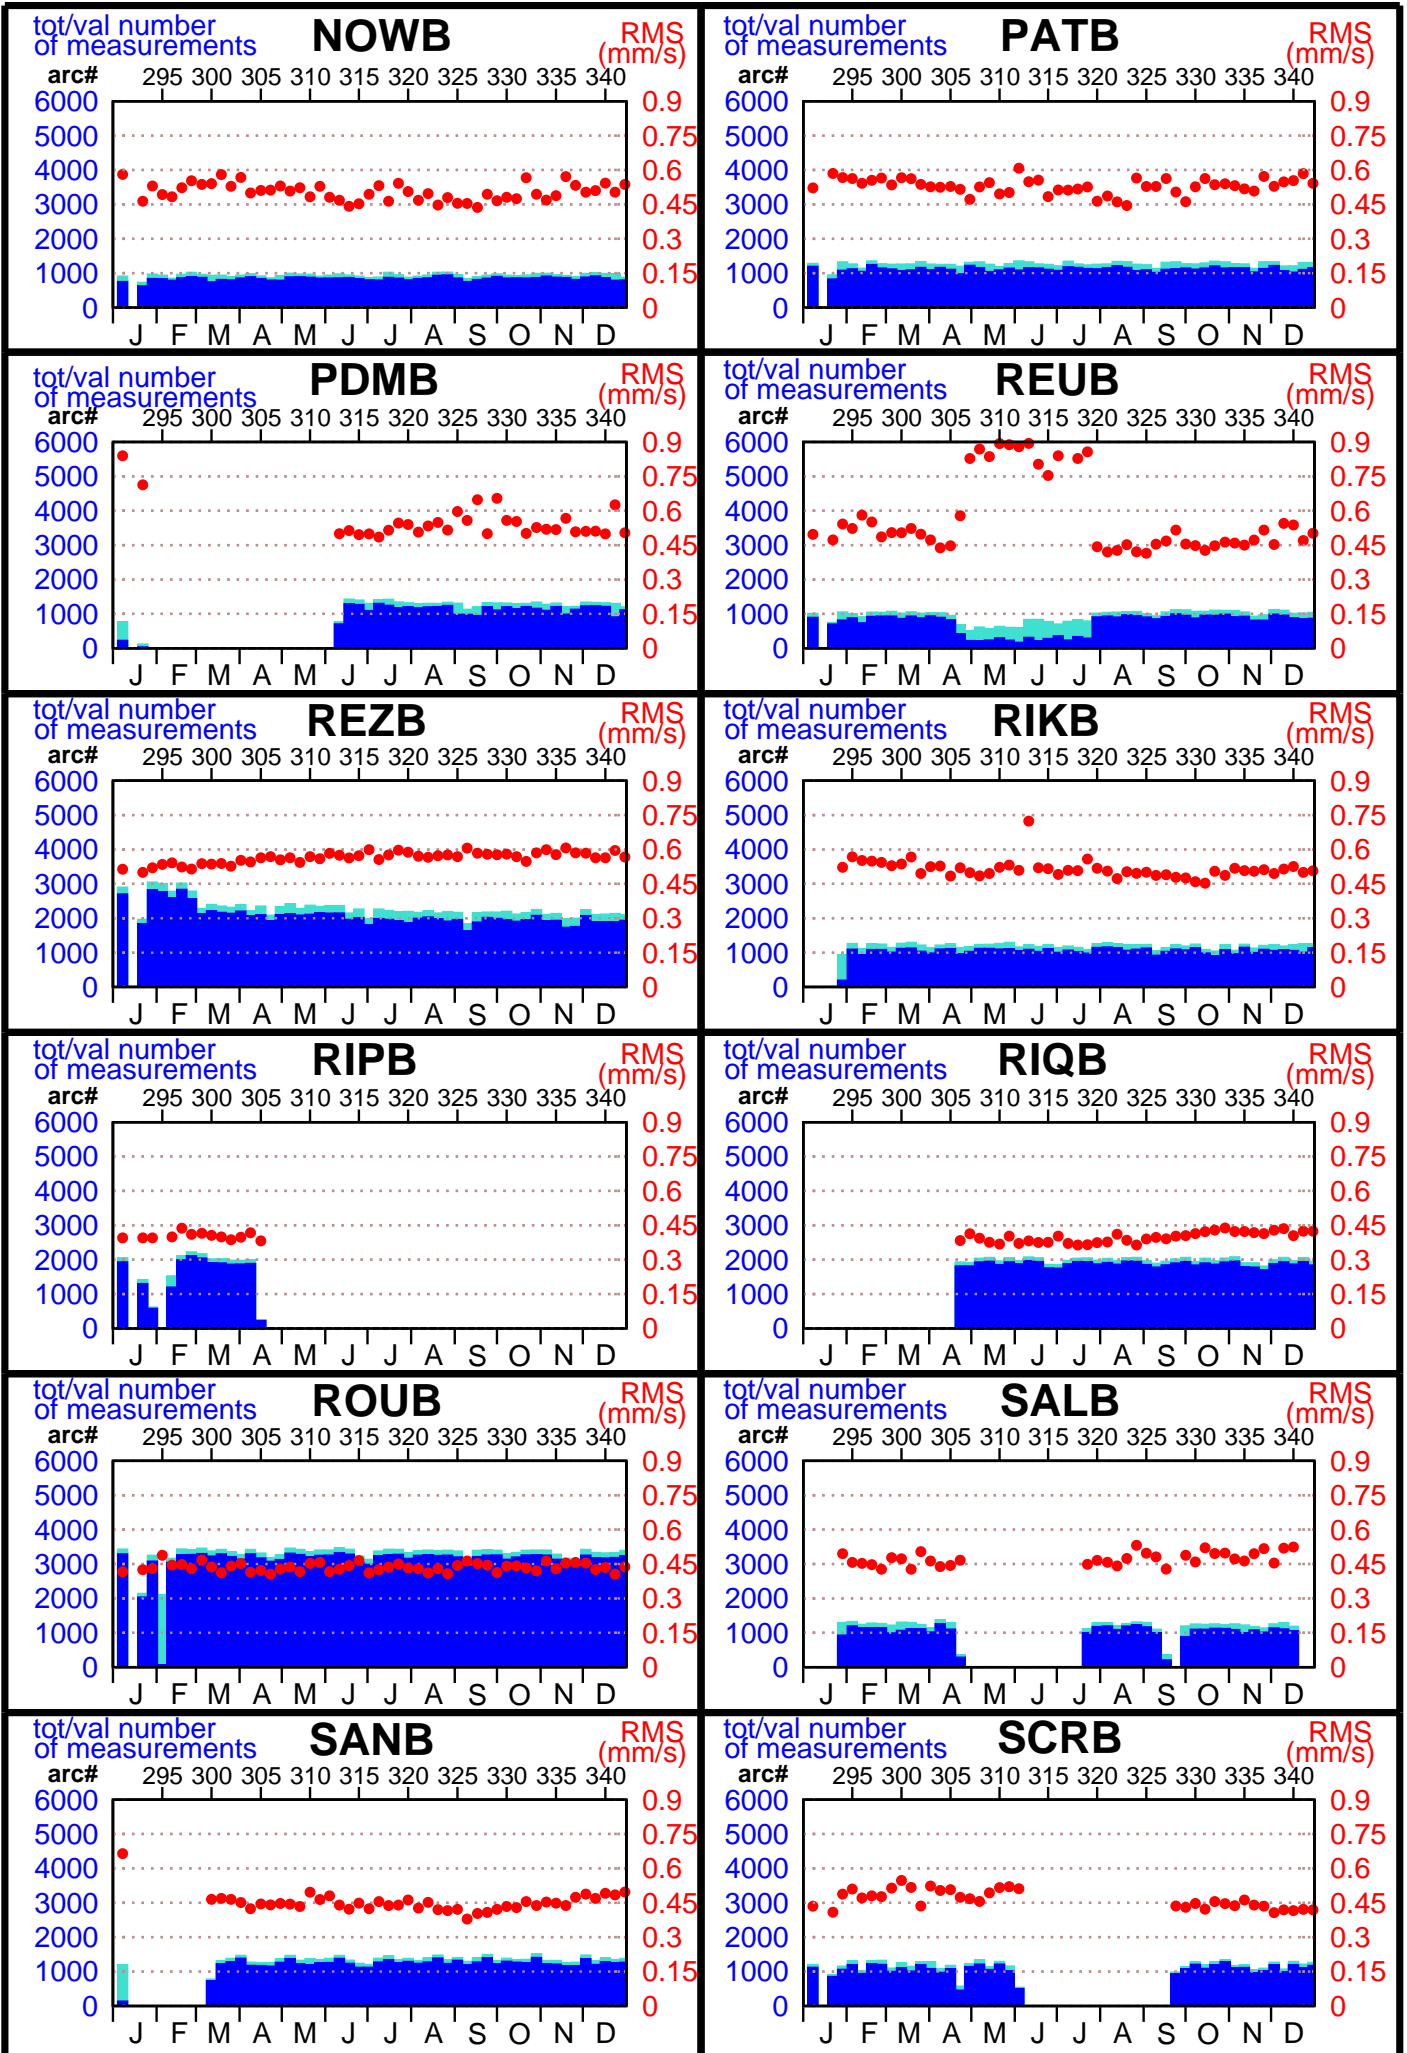 tot/val number
of measurements
NOWB
RMS
(mm/s)
arc#
295 300 305 310 315 320 325 330 335 340
6000 0.9
5000 0.75
4000 0.6
3000 0.45
2000 0.3
1000 0.15
0 0
J F M A M J J A S O N D
tot/val number
of measurements
PATB
RMS
(mm/s)
arc#
295 300 305 310 315 320 325 330 335 340
6000 0.9
5000 0.75
4000 0.6
3000 0.45
2000 0.3
1000 0.15
0 0
J F M A M J J A S O N D
tot/val number
of measurements
PDMB
RMS
(mm/s)
arc#
295 300 305 310 315 320 325 330 335 340
6000 0.9
5000 0.75
4000 0.6
3000 0.45
2000 0.3
1000 0.15
0 0
J F M A M J J A S O N D
tot/val number
of measurements
REUB
RMS
(mm/s)
arc#
295 300 305 310 315 320 325 330 335 340
6000 0.9
5000 0.75
4000 0.6
3000 0.45
2000 0.3
1000 0.15
0 0
J F M A M J J A S O N D
tot/val number
of measurements
REZB
RMS
(mm/s)
arc#
295 300 305 310 315 320 325 330 335 340
6000 0.9
5000 0.75
4000 0.6
3000 0.45
2000 0.3
1000 0.15
0 0
J F M A M J J A S O N D
tot/val number
of measurements
RIKB
RMS
(mm/s)
arc#
295 300 305 310 315 320 325 330 335 340
6000 0.9
5000 0.75
4000 0.6
3000 0.45
2000 0.3
1000 0.15
0 0
J F M A M J J A S O N D
tot/val number
of measurements
RIPB
RMS
(mm/s)
arc#
295 300 305 310 315 320 325 330 335 340
6000 0.9
5000 0.75
4000 0.6
3000 0.45
2000 0.3
1000 0.15
0 0
J F M A M J J A S O N D
tot/val number
of measurements
RIQB
RMS
(mm/s)
arc#
295 300 305 310 315 320 325 330 335 340
6000 0.9
5000 0.75
4000 0.6
3000 0.45
2000 0.3
1000 0.15
0 0
J F M A M J J A S O N D
tot/val number
of measurements
ROUB
RMS
(mm/s)
arc#
295 300 305 310 315 320 325 330 335 340
6000 0.9
5000 0.75
4000 0.6
3000 0.45
2000 0.3
1000 0.15
0 0
J F M A M J J A S O N D
tot/val number
of measurements
SALB
RMS
(mm/s)
arc#
295 300 305 310 315 320 325 330 335 340
6000 0.9
5000 0.75
4000 0.6
3000 0.45
2000 0.3
1000 0.15
0 0
J F M A M J J A S O N D
tot/val number
of measurements
SANB
RMS
(mm/s)
arc#
295 300 305 310 315 320 325 330 335 340
6000 0.9
5000 0.75
4000 0.6
3000 0.45
2000 0.3
1000 0.15
0 0
J F M A M J J A S O N D
tot/val number
of measurements
SCRB
RMS
(mm/s)
arc#
295 300 305 310 315 320 325 330 335 340
6000 0.9
5000 0.75
4000 0.6
3000 0.45
2000 0.3
1000 0.15
0 0
J F M A M J J A S O N D